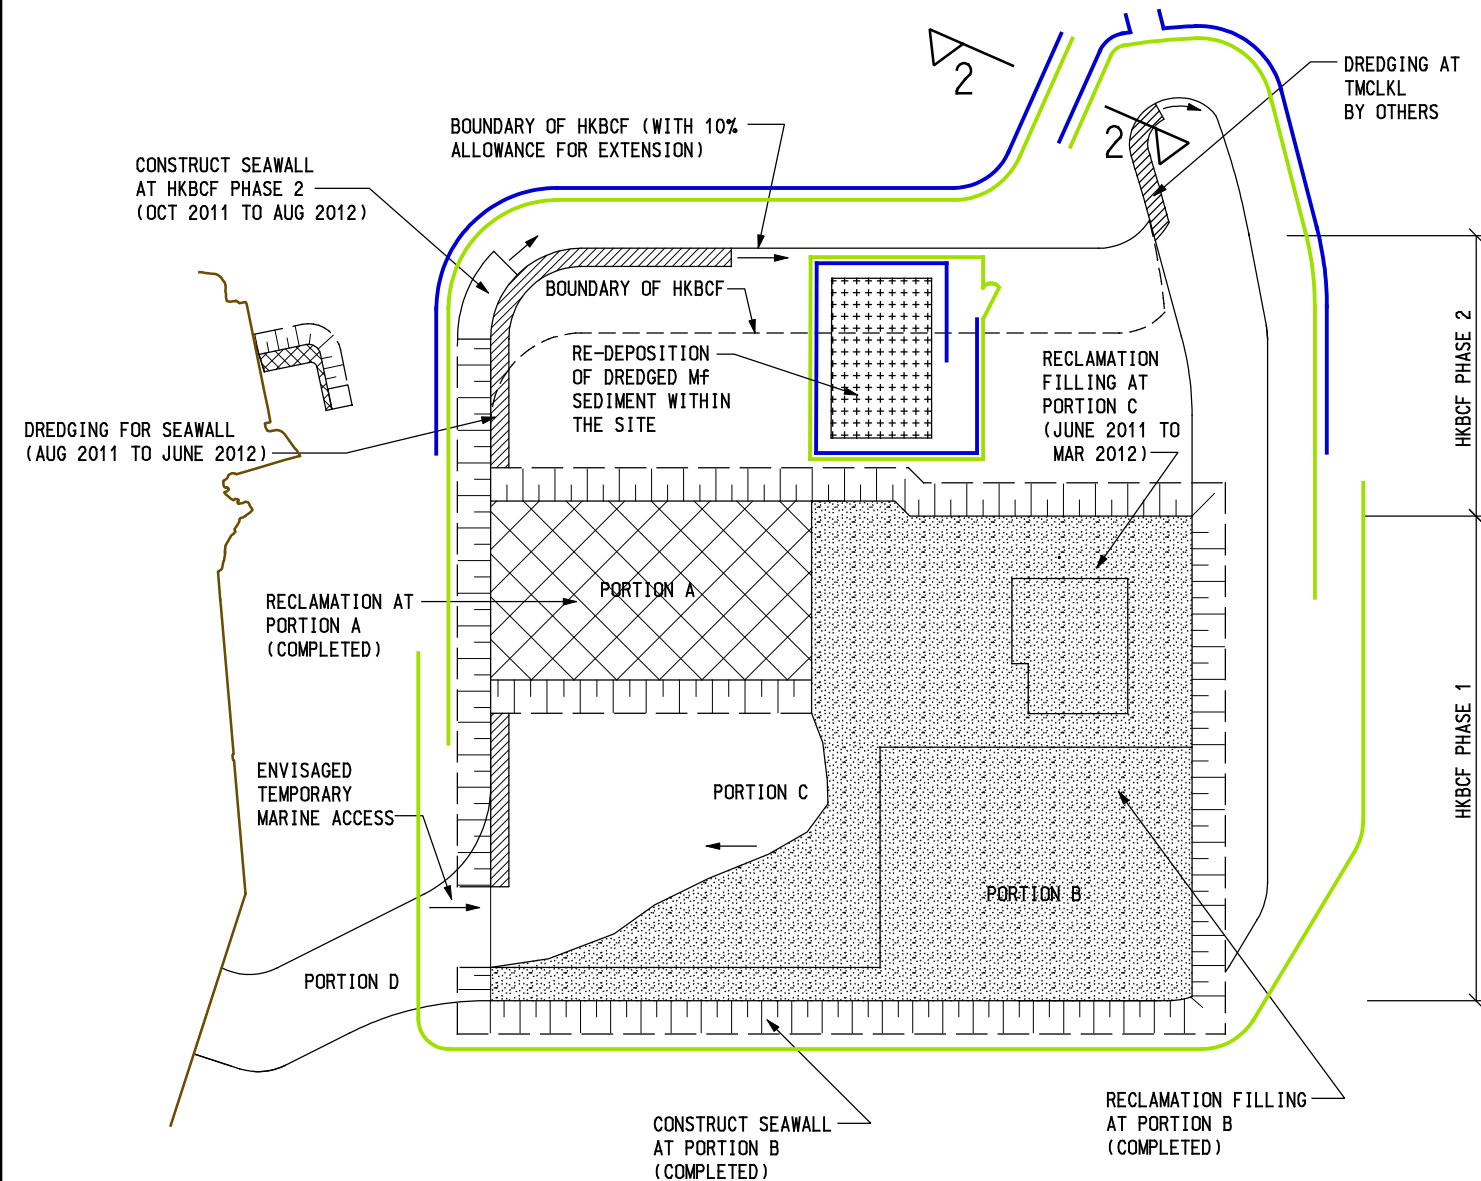 2
DREDGING AT
TMCLKL
BY OTHERS
BOUNDARY OF HKBCF (WITH 10%
ALLOWANCE FOR EXTENSION)
2
CONSTRUCT SEAWALL
AT HKBCF PHASE 2
(OCT 2011 TO AUG 2012)
BOUNDARY OF HKBCF
RE-DEPOSITION
OF DREDGED Mf
SEDIMENT WITHIN
THE SITE
RECLAMATION
FILLING AT
PORTION C
(JUNE 2011 TO
MAR 2012)
HKBCF PHASE 2
DREDGING FOR SEAWALL
(AUG 2011 TO JUNE 2012)
PORTION A
RECLAMATION AT
PORTION A
(COMPLETED)
HKBCF PHASE 1
ENVISAGED
TEMPORARY
MARINE ACCESS
PORTION C
PORTION B
PORTION D
CONSTRUCT SEAWALL
AT PORTION B
(COMPLETED)
RECLAMATION FILLING
AT PORTION B
(COMPLETED)